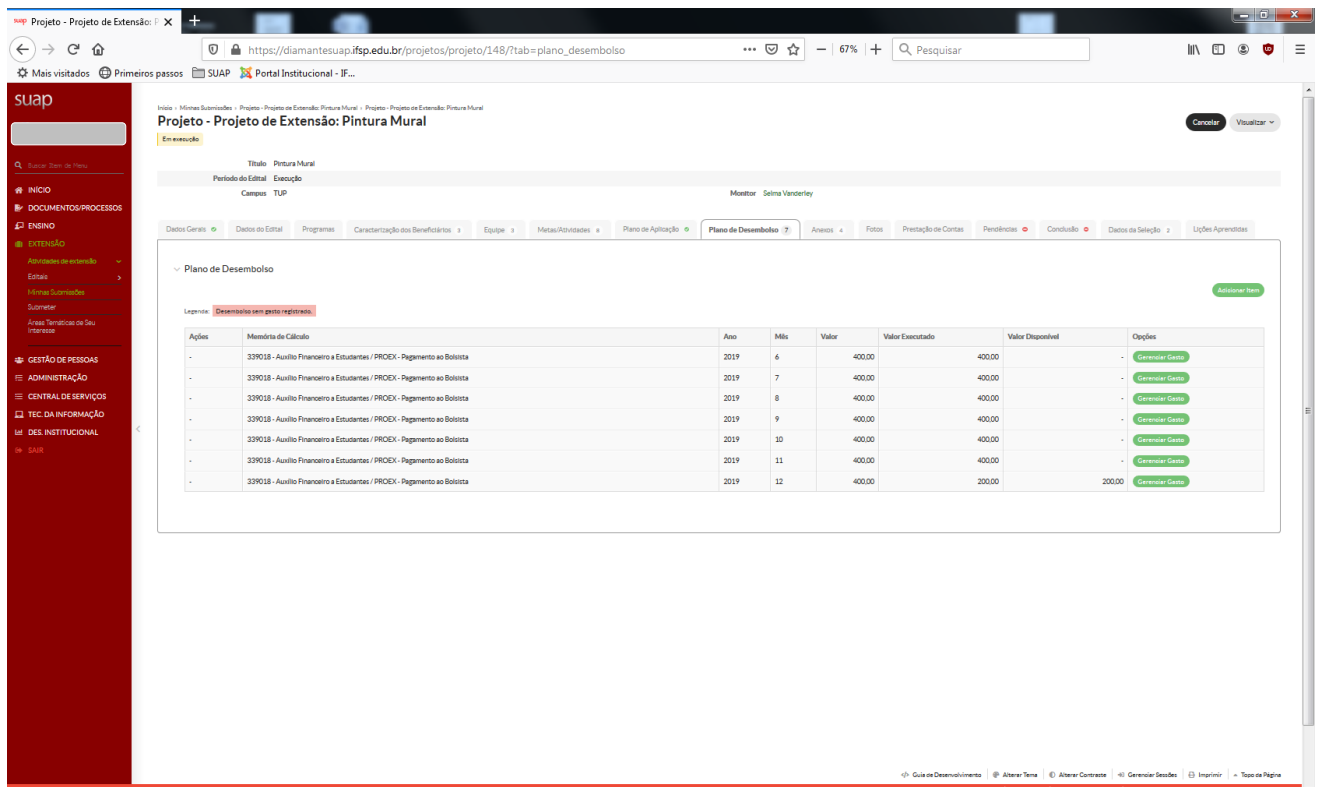 suap Projeto - Projeto de Extensão: P
https://diamantesuap.ifsp.edu.br/projetos/projeto/148/?tab=plano_desembolso 67% Pesquisar
Mais visitados Primeiros passos SUAP Portal Institucional - IF...
suap
Buscar Item de Menu
INÍCIO
DOCUMENTOS/PROCESSOS
ENSINO
EXTENSÃO
Atividades de extensão
Editais
Minhas Submissões
Submeter
Áreas Temáticas de Seu
Interesse
GESTÃO DE PESSOAS
ADMINISTRAÇÃO
CENTRAL DE SERVIÇOS
TEC. DA INFORMAÇÃO
DES. INSTITUCIONAL
SAIR
Início › Minhas Submissões › Projeto - Projeto de Extensão: Pintura Mural › Projeto - Projeto de Extensão: Pintura Mural
Projeto - Projeto de Extensão: Pintura Mural
Cancelar Visualizar
Em execução
Título Pintura Mural
Período do Edital Execução
Campus TUP Monitor Selma Vanderley
Dados Gerais Dados do Edital Programas Caracterização dos Beneficiários 3 Equipe 3 Metas/Atividades 8 Plano de Aplicação Plano de Desembolso 7 Anexos 4 Fotos Prestação de Contas Pendências Conclusão Dados da Seleção 2 Lições Aprendidas
Plano de Desembolso
Adicionar Item
Legenda: Desembolso sem gasto registrado.
Ações Memória de Cálculo Ano Mês Valor Valor Executado Valor Disponível Opções
- 339018 - Auxílio Financeiro a Estudantes / PROEX - Pagamento ao Bolsista 2019 6 400,00 400,00 - Gerenciar Gasto
- 339018 - Auxílio Financeiro a Estudantes / PROEX - Pagamento ao Bolsista 2019 7 400,00 400,00 - Gerenciar Gasto
- 339018 - Auxílio Financeiro a Estudantes / PROEX - Pagamento ao Bolsista 2019 8 400,00 400,00 - Gerenciar Gasto
- 339018 - Auxílio Financeiro a Estudantes / PROEX - Pagamento ao Bolsista 2019 9 400,00 400,00 - Gerenciar Gasto
- 339018 - Auxílio Financeiro a Estudantes / PROEX - Pagamento ao Bolsista 2019 10 400,00 400,00 - Gerenciar Gasto
- 339018 - Auxílio Financeiro a Estudantes / PROEX - Pagamento ao Bolsista 2019 11 400,00 400,00 - Gerenciar Gasto
- 339018 - Auxílio Financeiro a Estudantes / PROEX - Pagamento ao Bolsista 2019 12 400,00 200,00 200,00 Gerenciar Gasto
Guia de Desenvolvimento Alterar Tema Alterar Contraste Gerenciar Sessões Imprimir Topo da Página